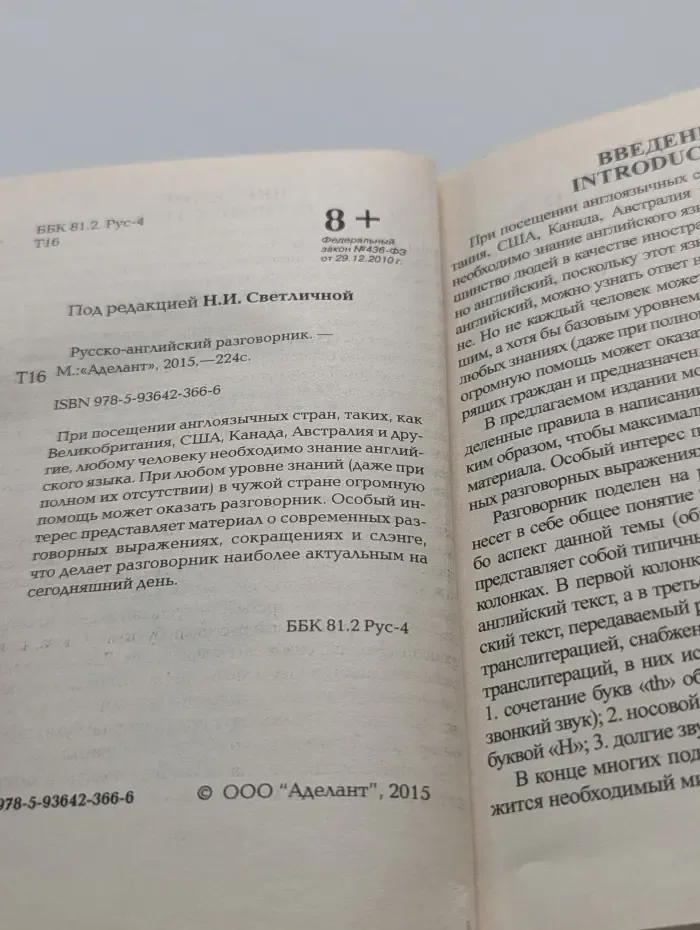 ББК 81.2 Рус-4
Т16
8+
Федеральный
закон №436-ФЗ
от 29.12.2010 г.
Под редакцией Н.И. Светличной
Русско-английский разговорник. —
Т16 М.:«Аделант», 2015.—224с.
ISBN 978-5-93642-366-6
При посещении англоязычных стран, таких, как
Великобритания, США, Канада, Австралия и дру-
гие, любому человеку необходимо знание англий-
ского языка. При любом уровне знаний (даже при
полном их отсутствии) в чужой стране огромную
помощь может оказать разговорник. Особый ин-
терес представляет материал о современных раз-
говорных выражениях, сокращениях и слэнге,
что делает разговорник наиболее актуальным на
сегодняшний день.
ББК 81.2 Рус-4
978-5-93642-366-6
© ООО "Аделант", 2015
ВВЕДЕН
INTRODUC
При посещении англоязычных с
тания, США, Канада, Австралия
необходимо знание английского язы
шинство людей в качестве иностра
но английский, поскольку этот яз
английский, можно узнать ответ н
не. Но не каждый человек может
шим, а хотя бы базовым уровнем
любых знаниях (даже при полно
огромную помощь может оказат
рящих граждан и предназначен
В предлагаемом издании мо
деленные правила в написании
ким образом, чтобы максимал
материала. Особый интерес п
ных разговорных выражениях
Разговорник поделен на р
несет в себе общее понятие
бо аспект данной темы (об
представляет собой типичны
колонках. В первой колонк
английский текст, а в треть
ский текст, передаваемый р
транслитерацией, снабжен
транслитераций, в них ис
1. сочетание букв «th» об
звонкий звук); 2. носовой
буквой «Н»; 3. долгие зву
В конце многих под
жится необходимый ми